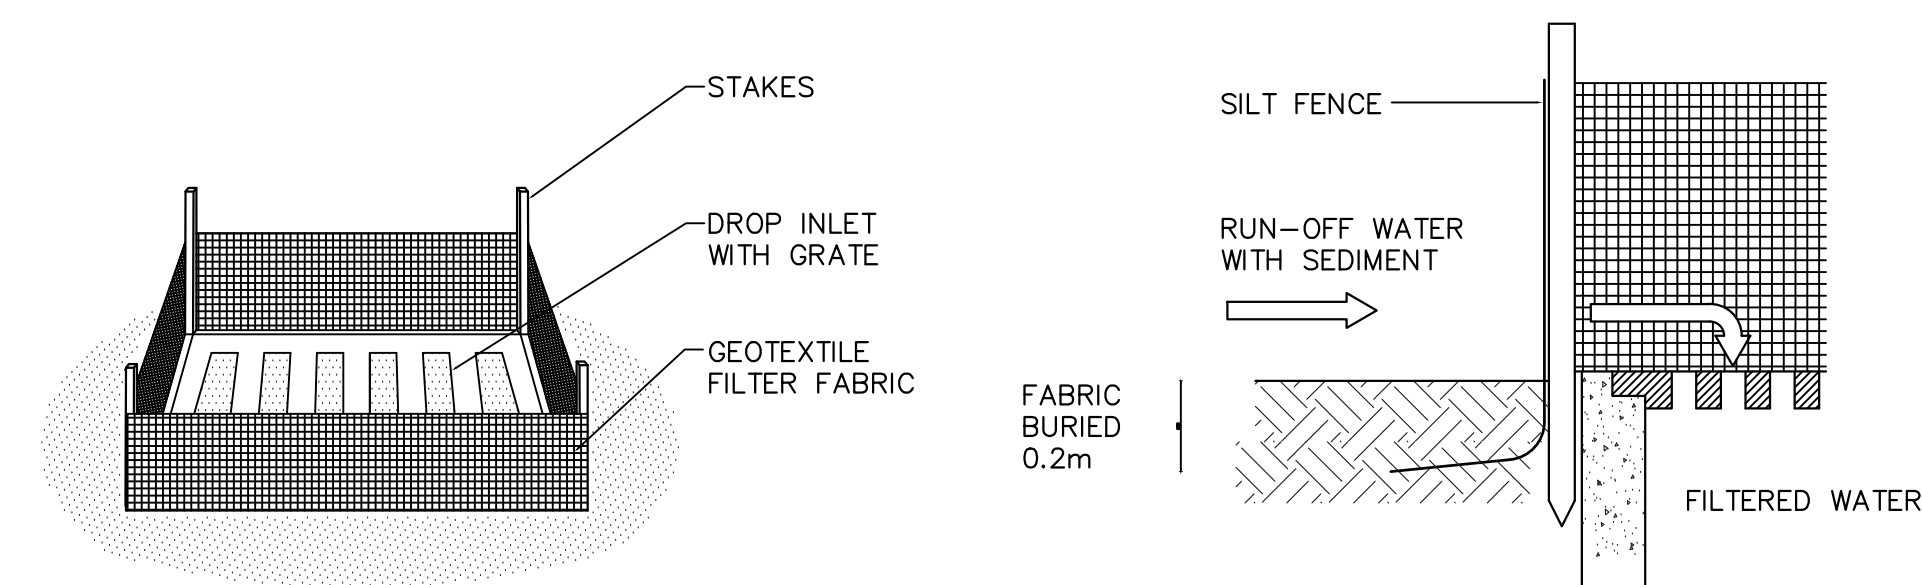 STAKES
DROP INLET
WITH GRATE
GEOTEXTILE
FILTER FABRIC
SILT FENCE
RUN-OFF WATER
WITH SEDIMENT
FABRIC
BURIED
0.2m
FILTERED WATER